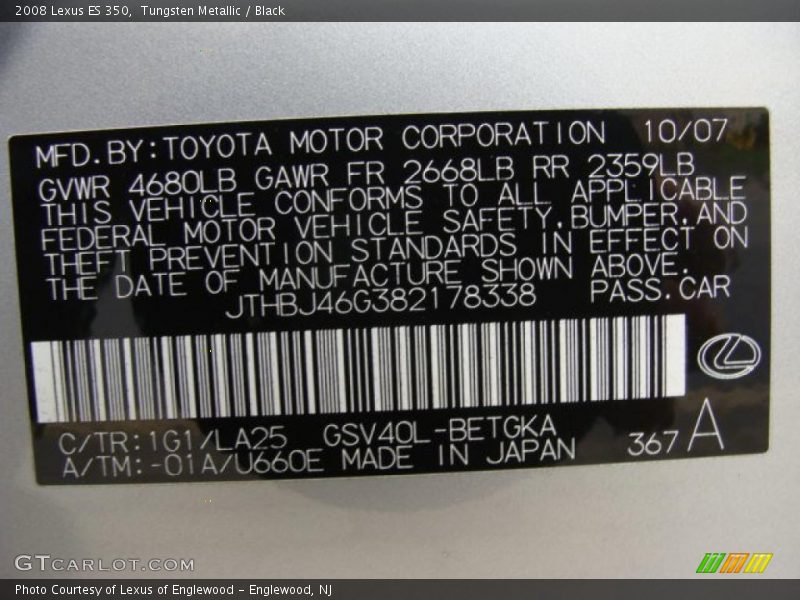 2008 Lexus ES 350, Tungsten Metallic / Black
MFD.BY:TOYOTA MOTOR CORPORATION 10/07
GVWR 4680LB GAWR FR 2668LB RR 2359LB
THIS VEHICLE CONFORMS TO ALL APPLICABLE
FEDERAL MOTOR VEHICLE SAFETY,BUMPER,AND
THEFT PREVENTION STANDARDS IN EFFECT ON
THE DATE OF MANUFACTURE SHOWN ABOVE.
JTHBJ46G382178338 PASS.CAR
C/TR:1G1/LA25 GSV40L-BETGKA
A/TM:-01A/U660E MADE IN JAPAN 367 A
GTCARLOT.COM
Photo Courtesy of Lexus of Englewood - Englewood, NJ